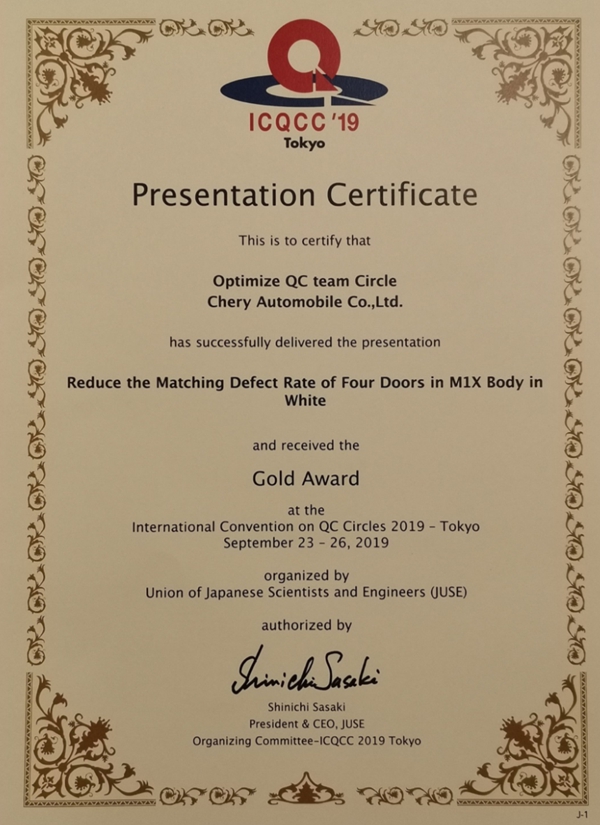 ICQCC '19
Tokyo
Presentation Certificate
This is to certify that
Optimize QC team Circle
Chery Automobile Co.,Ltd.
has successfully delivered the presentation
Reduce the Matching Defect Rate of Four Doors in M1X Body in
White
and received the
Gold Award
at the
International Convention on QC Circles 2019 – Tokyo
September 23 – 26, 2019
organized by
Union of Japanese Scientists and Engineers (JUSE)
authorized by
Shinichi Sasaki
Shinichi Sasaki
President & CEO, JUSE
Organizing Committee-ICQCC 2019 Tokyo
J-1